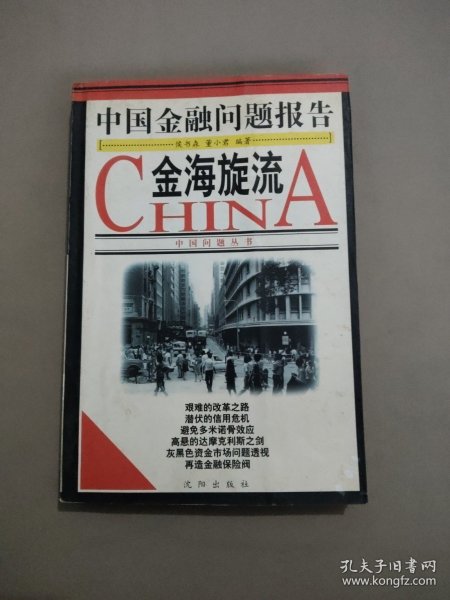 中国金融问题报告
侯书森 董小君 编著
金海旋流
CHINA
中国问题丛书
艰难的改革之路
潜伏的信用危机
避免多米诺骨效应
高悬的达摩克利斯之剑
灰黑色资金市场问题透视
再造金融保险阀
沈阳出版社
孔夫子旧书网
www.kongfz.com